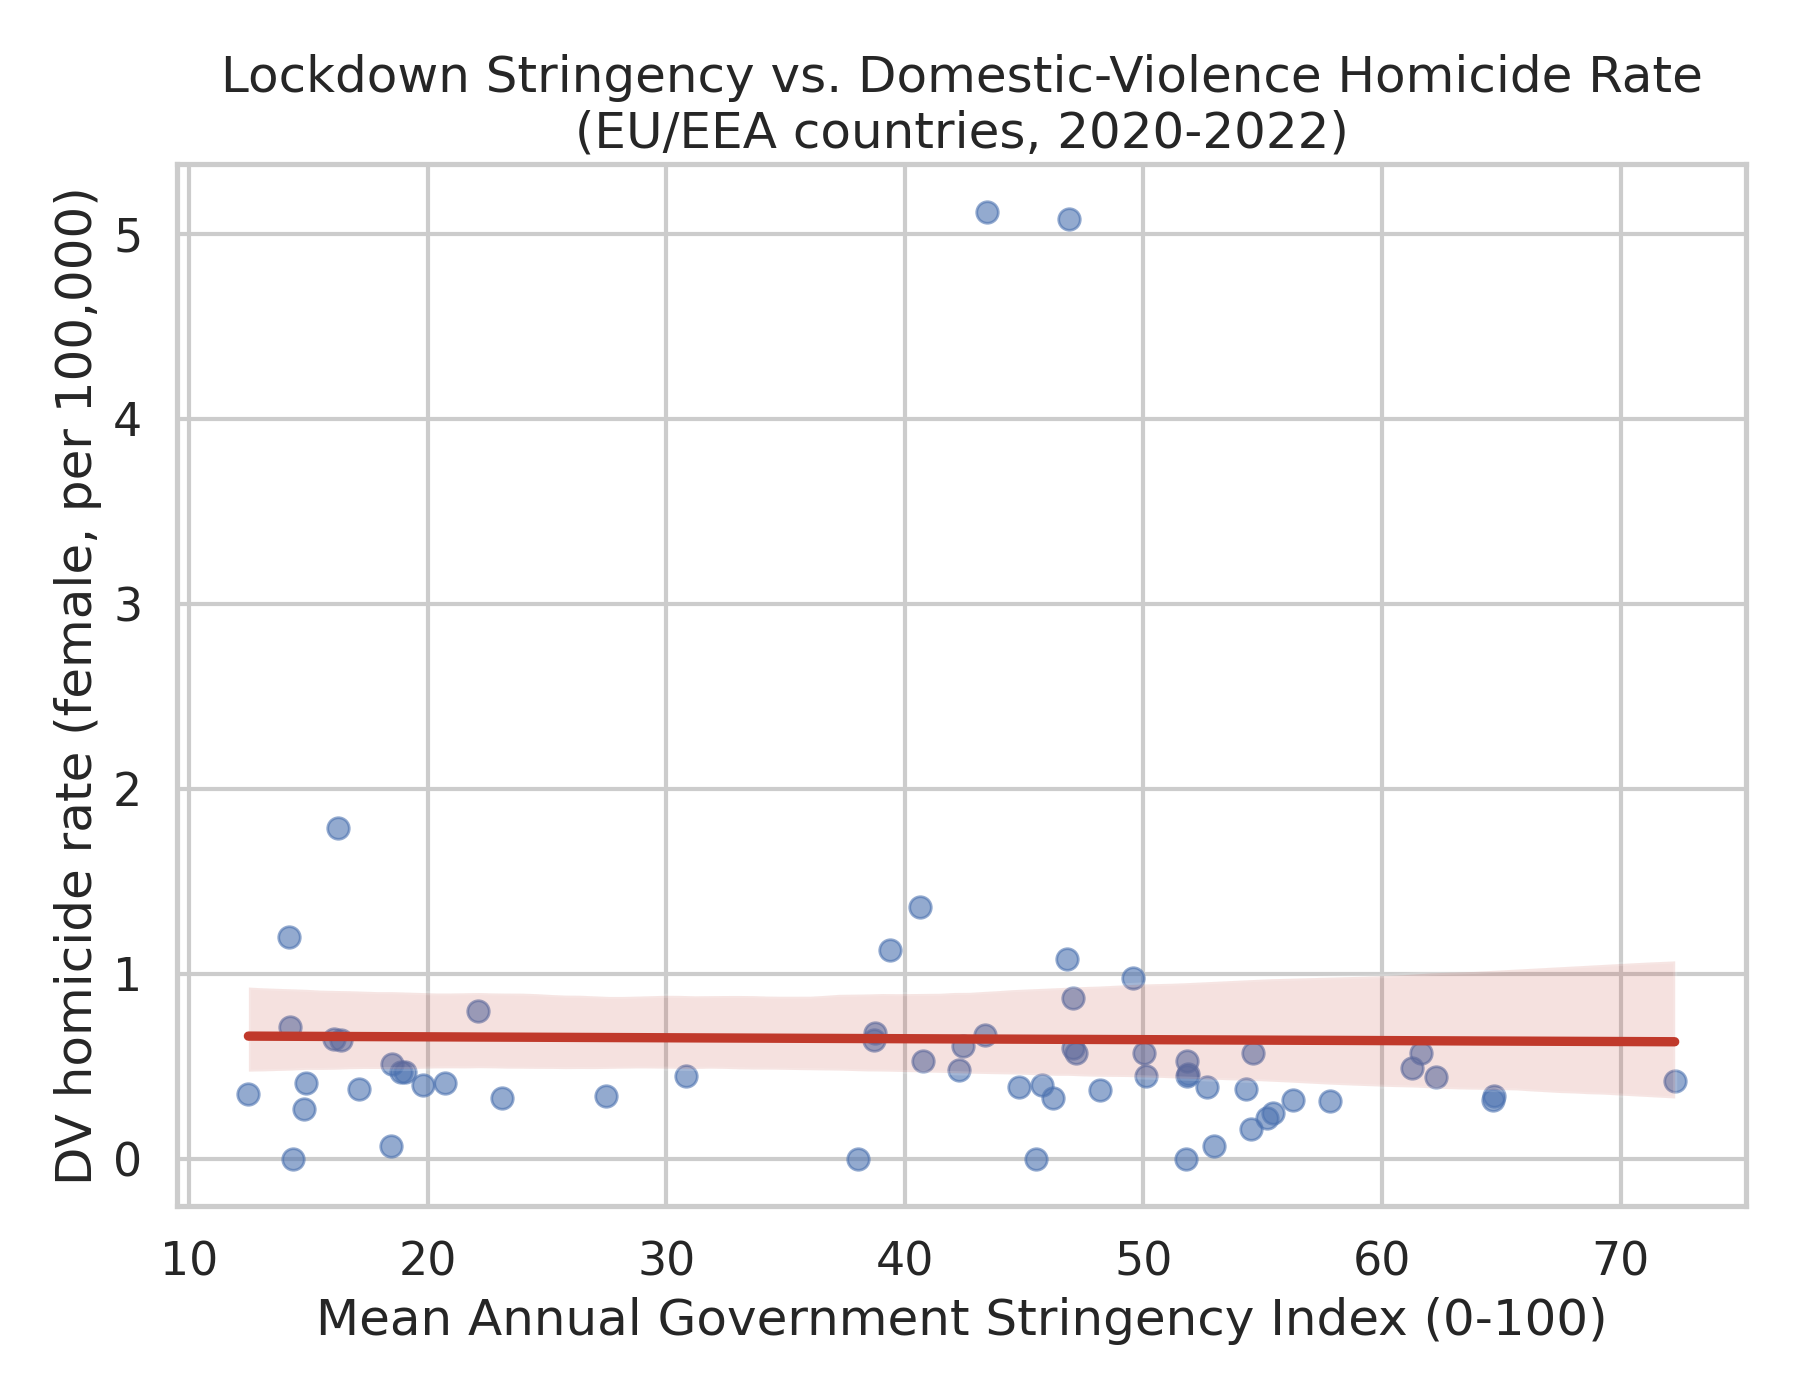 Lockdown Stringency vs. Domestic-Violence Homicide Rate
(EU/EEA countries, 2020-2022)
DV homicide rate (female, per 100,000)
5
4
3
2
1
0
10 20 30 40 50 60 70
Mean Annual Government Stringency Index (0-100)